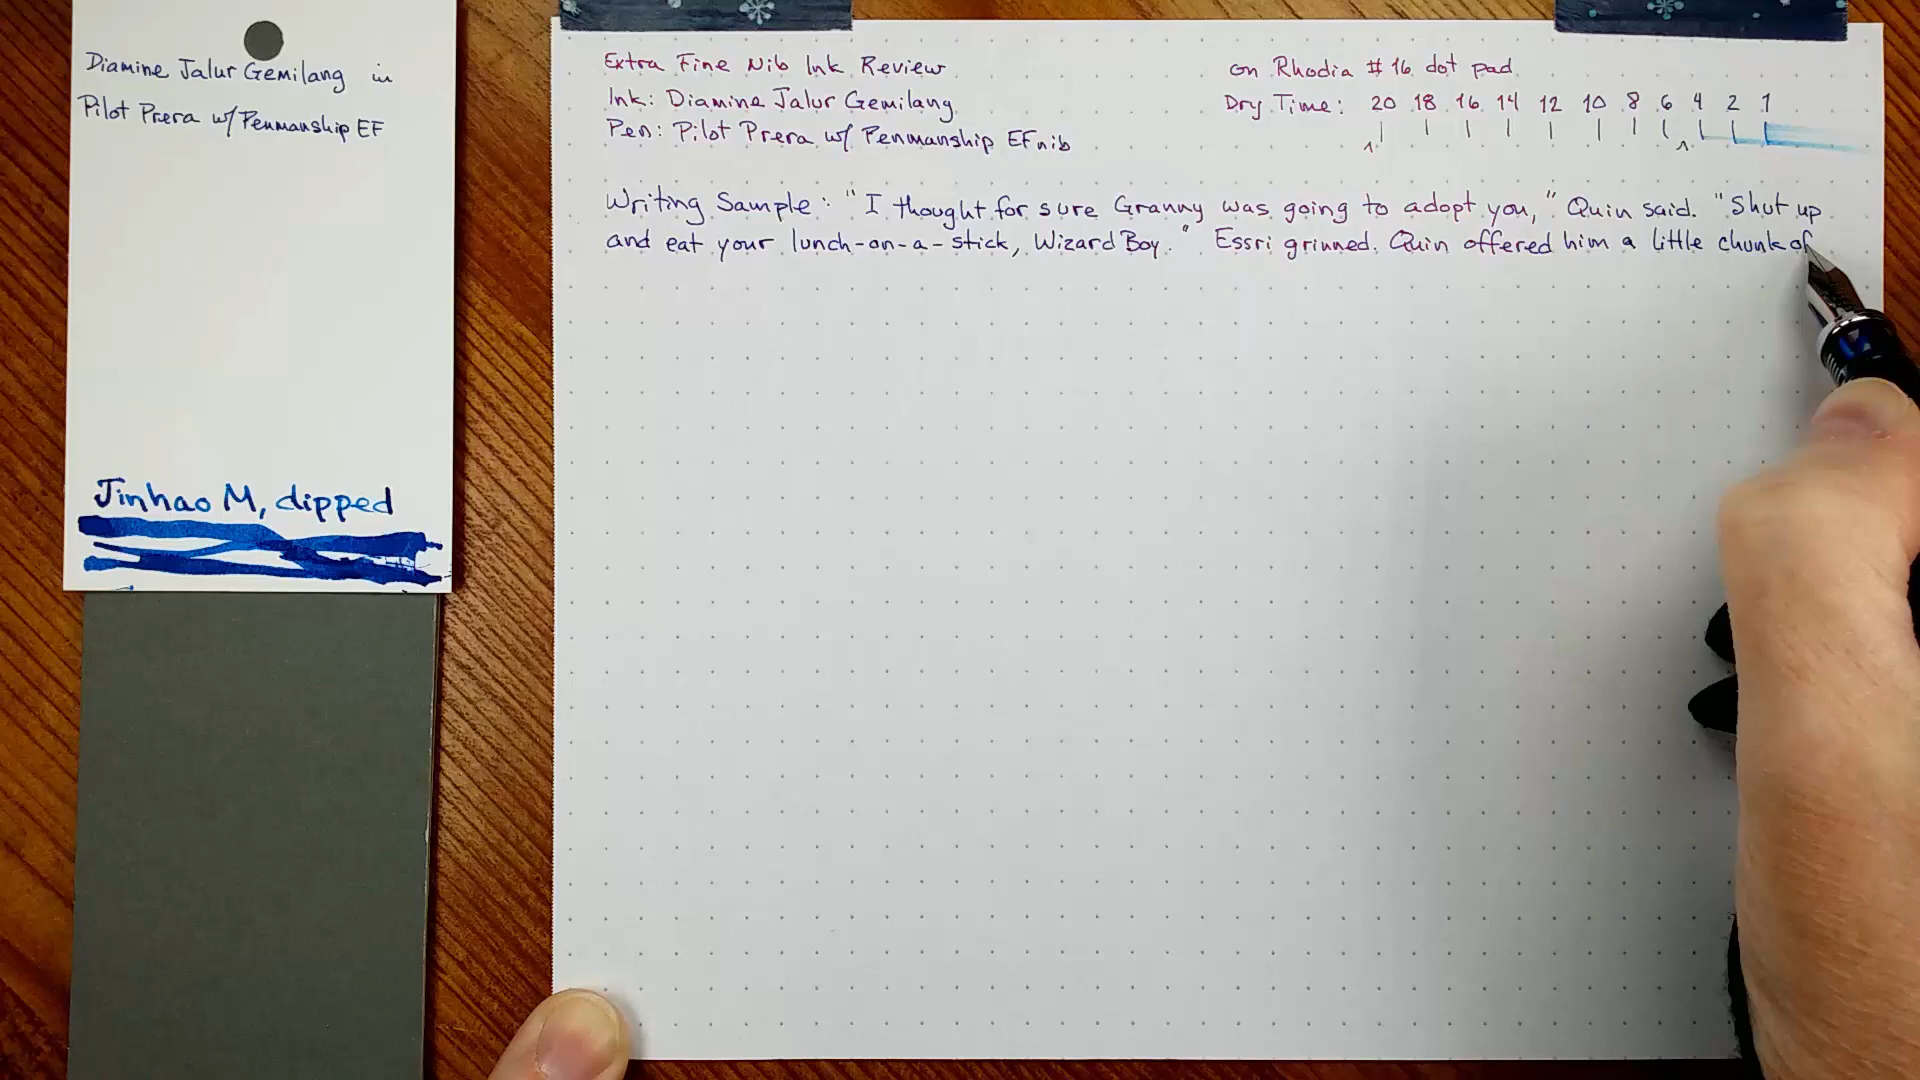 Diamine Jalur Gemilang in
Pilot Prera w/ Penmanship EF
Jinhao M, dipped
Extra Fine Nib Ink Review
Ink: Diamine Jalur Gemilang
Pen: Pilot Prera w/ Penmanship EF nib
on Rhodia #16 dot pad
Dry Time: 20 18 16 14 12 10 8 6 4 2 1
Writing Sample: "I thought for sure Granny was going to adopt you," Quin said. "Shut up
and eat your lunch-on-a-stick, Wizard Boy." Essri grinned. Quin offered him a little chunk of